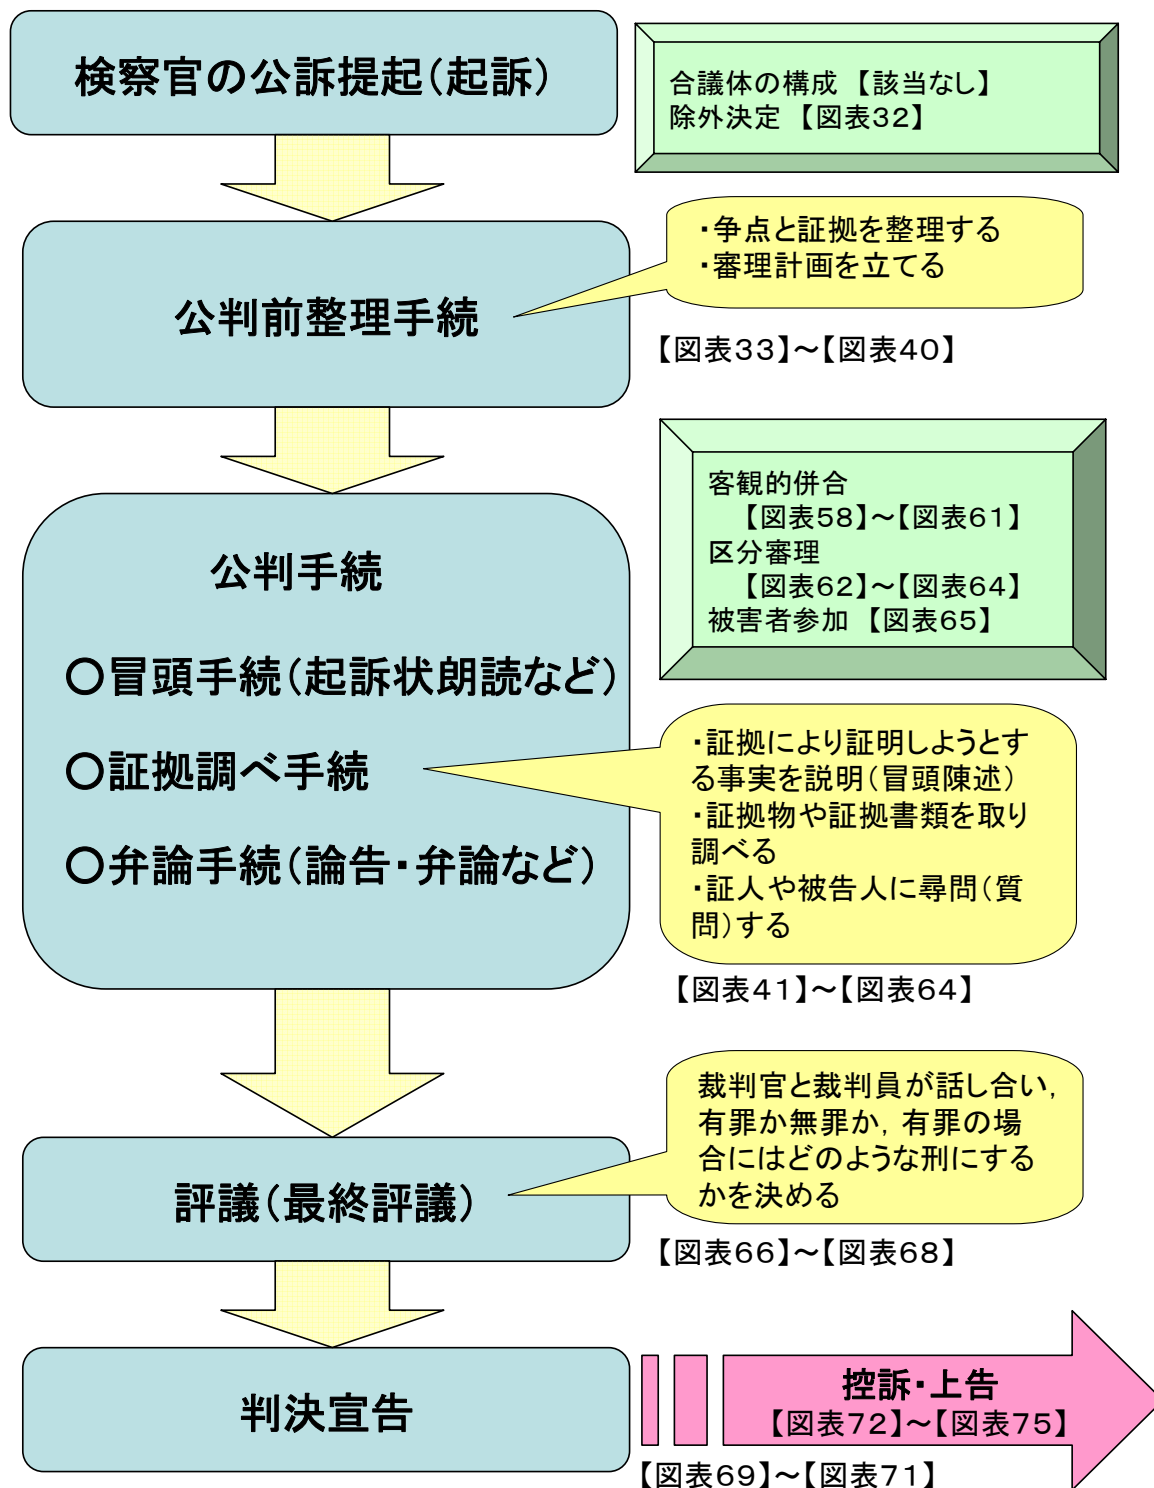 検察官の公訴提起（起訴）
合議体の構成 【該当なし】
除外決定 【図表32】
・争点と証拠を整理する
・審理計画を立てる
公判前整理手続
【図表33】～【図表40】
客観的併合
【図表58】～【図表61】
区分審理
【図表62】～【図表64】
被害者参加 【図表65】
公判手続
○冒頭手続（起訴状朗読など）
○証拠調べ手続
○弁論手続（論告・弁論など）
・証拠により証明しようとす
る事実を説明（冒頭陳述）
・証拠物や証拠書類を取り
調べる
・証人や被告人に尋問（質
問）する
【図表41】～【図表64】
裁判官と裁判員が話し合い，
有罪か無罪か，有罪の場
合にはどのような刑にする
かを決める
評議（最終評議）
【図表66】～【図表68】
判決宣告
控訴・上告
【図表72】～【図表75】
【図表69】～【図表71】